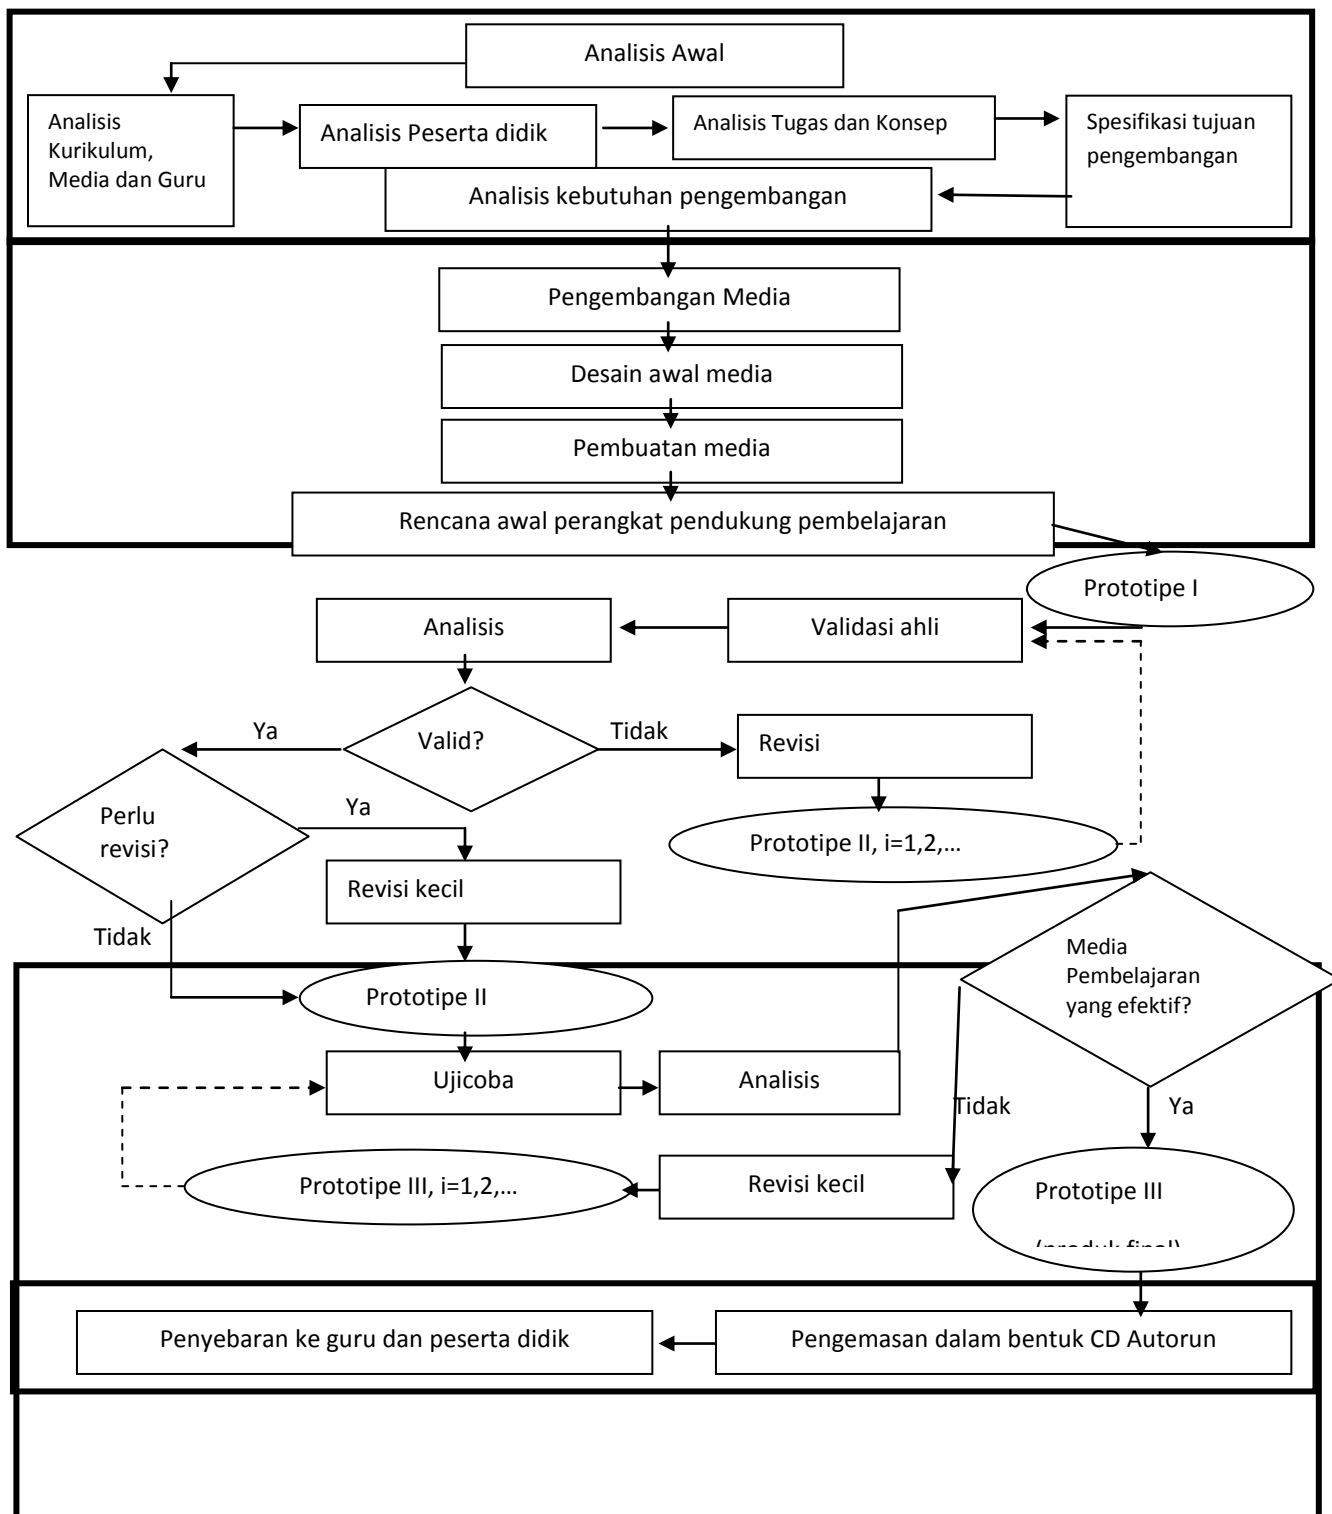 Analisis Awal
Analisis
Kurikulum,
Media dan Guru
Analisis Peserta didik
Analisis Tugas dan Konsep
Spesifikasi tujuan
pengembangan
Analisis kebutuhan pengembangan
Pengembangan Media
Desain awal media
Pembuatan media
Rencana awal perangkat pendukung pembelajaran
Prototipe I
Validasi ahli
Analisis
Valid?
Ya
Tidak
Revisi
Prototipe II, i=1,2,...
Perlu
revisi?
Ya
Revisi kecil
Tidak
Prototipe II
Ujicoba
Analisis
Media
Pembelajaran
yang efektif?
Tidak
Ya
Revisi kecil
Prototipe III, i=1,2,...
Prototipe III
(produk final)
Pengemasan dalam bentuk CD Autorun
Penyebaran ke guru dan peserta didik